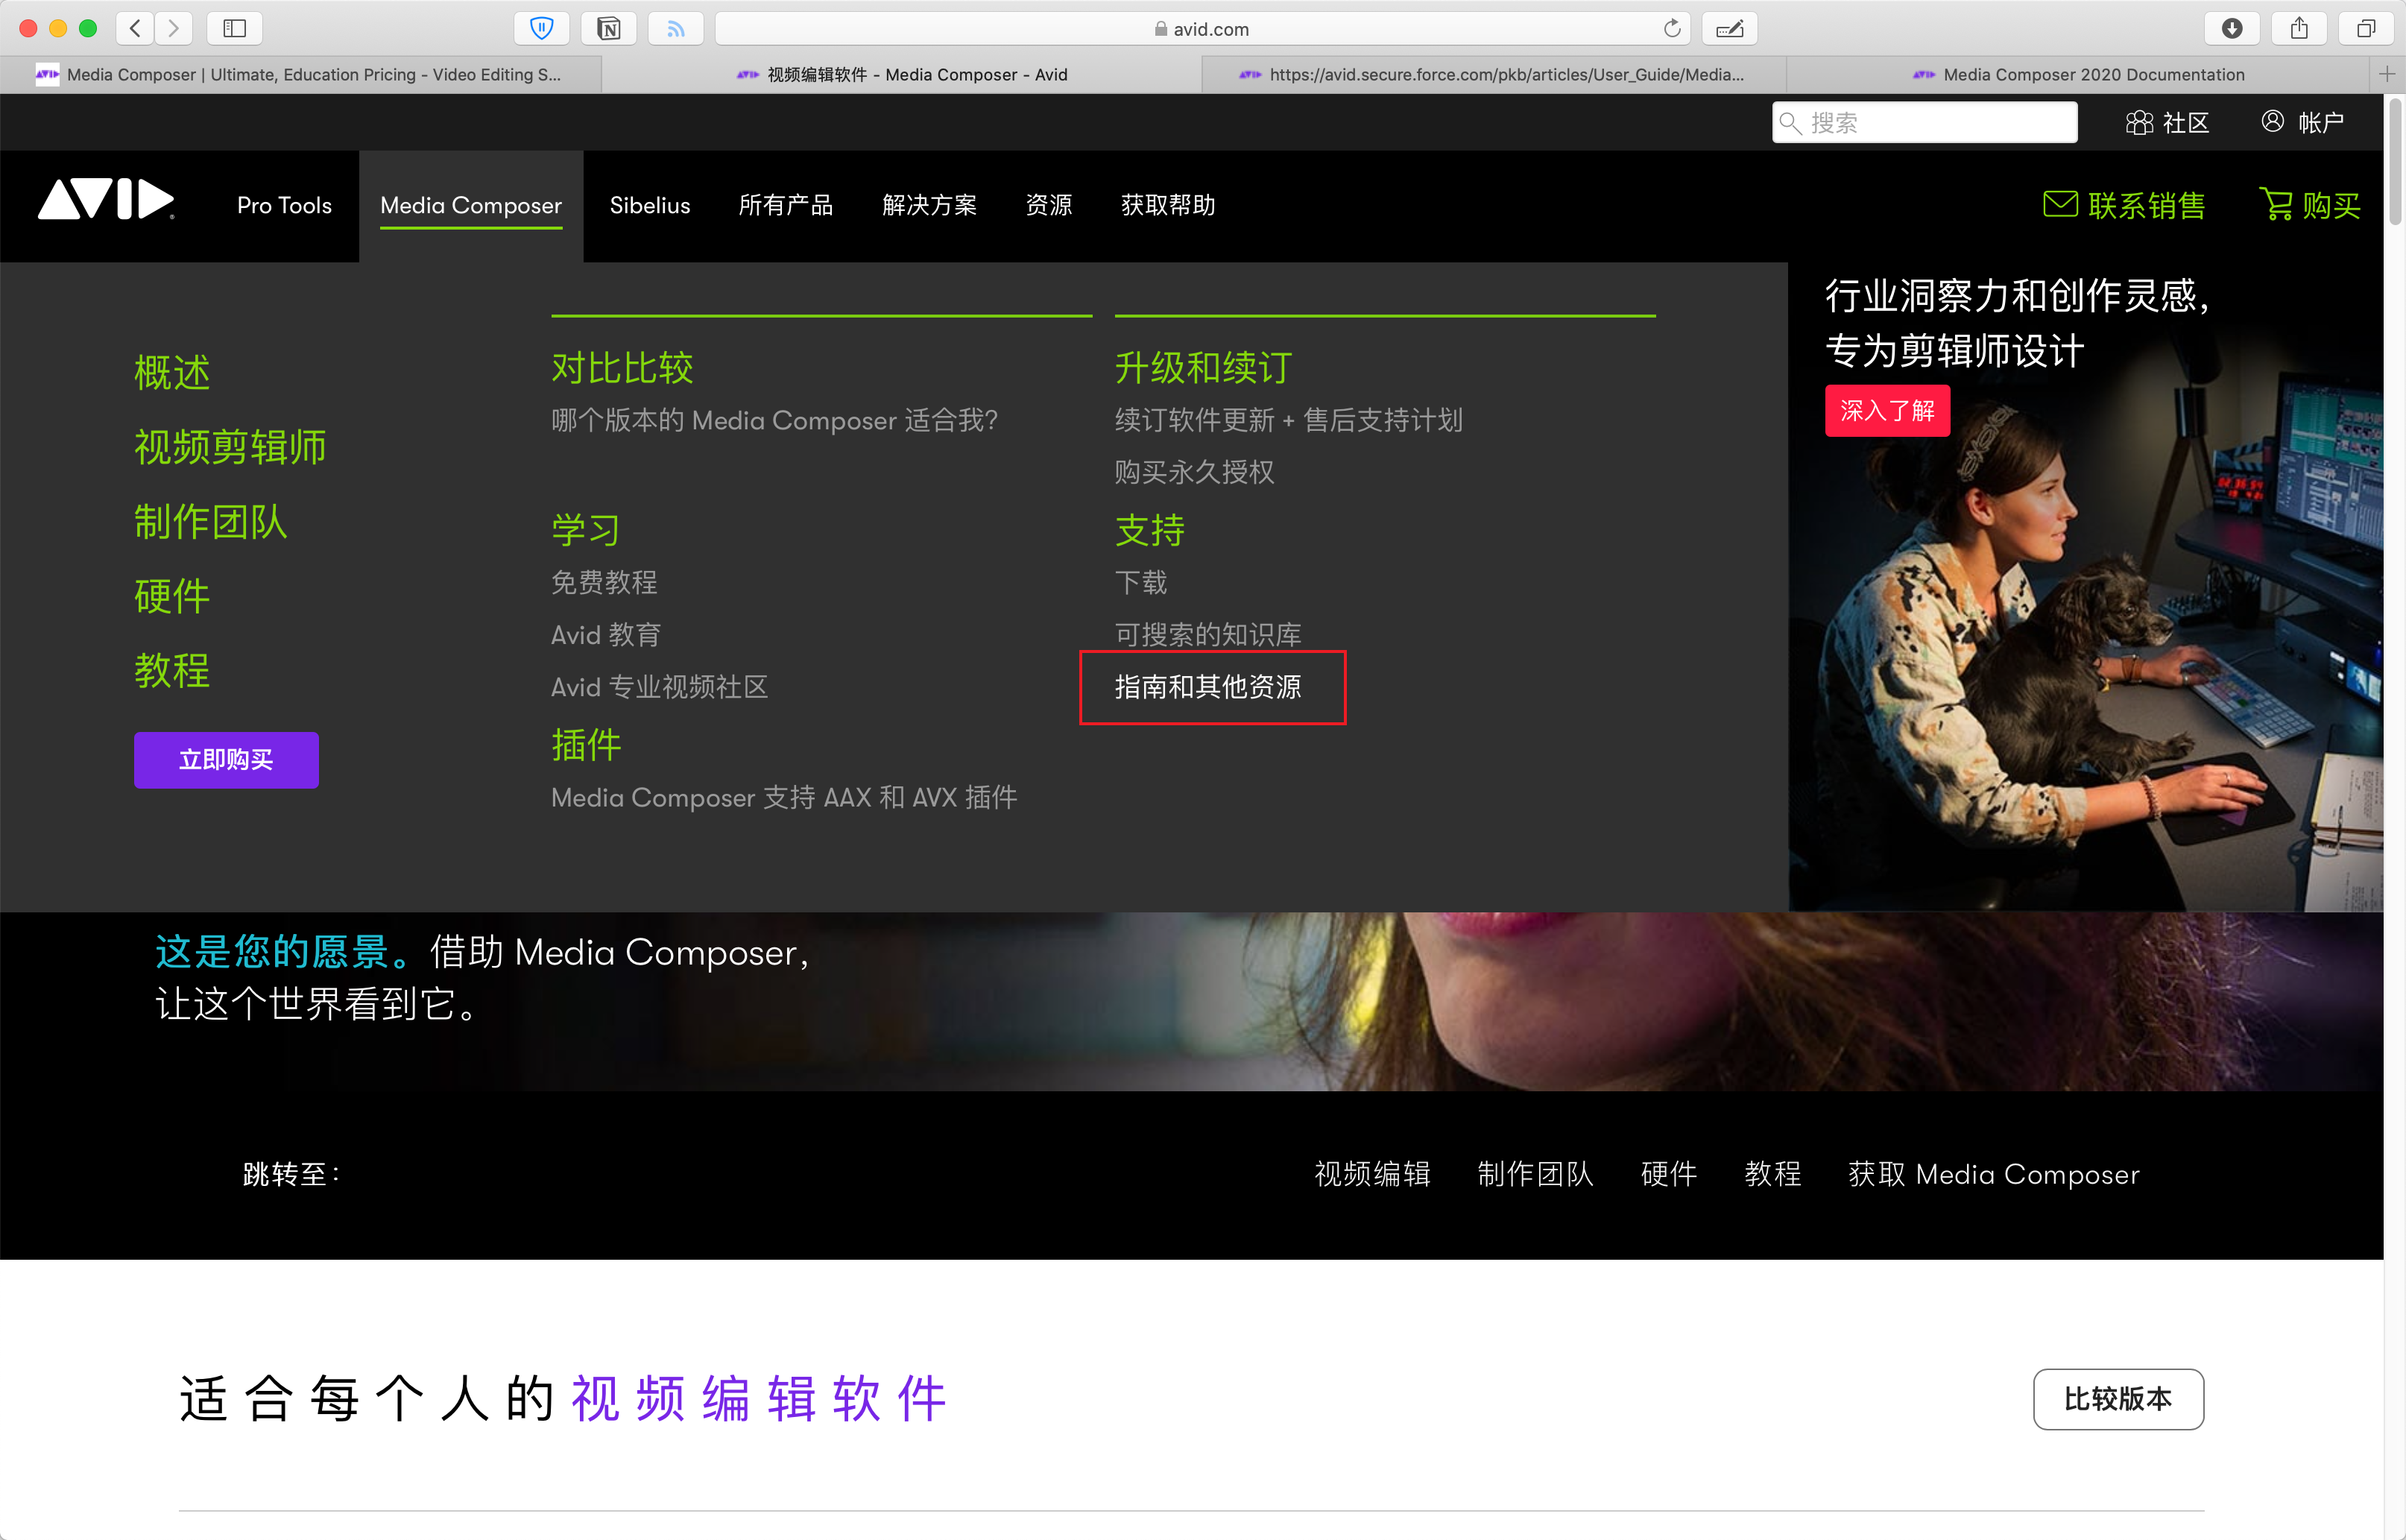 avid.com
Media Composer | Ultimate, Education Pricing - Video Editing S...
视频编辑软件 - Media Composer - Avid
https://avid.secure.force.com/pkb/articles/User_Guide/Media...
Media Composer 2020 Documentation
搜索
社区
帐户
AVID
Pro Tools
Media Composer
Sibelius
所有产品
解决方案
资源
获取帮助
联系销售
购买
概述
视频剪辑师
制作团队
硬件
教程
立即购买
对比比较
哪个版本的 Media Composer 适合我?
学习
免费教程
Avid 教育
Avid 专业视频社区
插件
Media Composer 支持 AAX 和 AVX 插件
升级和续订
续订软件更新 + 售后支持计划
购买永久授权
支持
下载
可搜索的知识库
指南和其他资源
行业洞察力和创作灵感，
专为剪辑师设计
深入了解
这是您的愿景。借助 Media Composer，
让这个世界看到它。
跳转至：
视频编辑
制作团队
硬件
教程
获取 Media Composer
适合每个人的视频编辑软件
比较版本